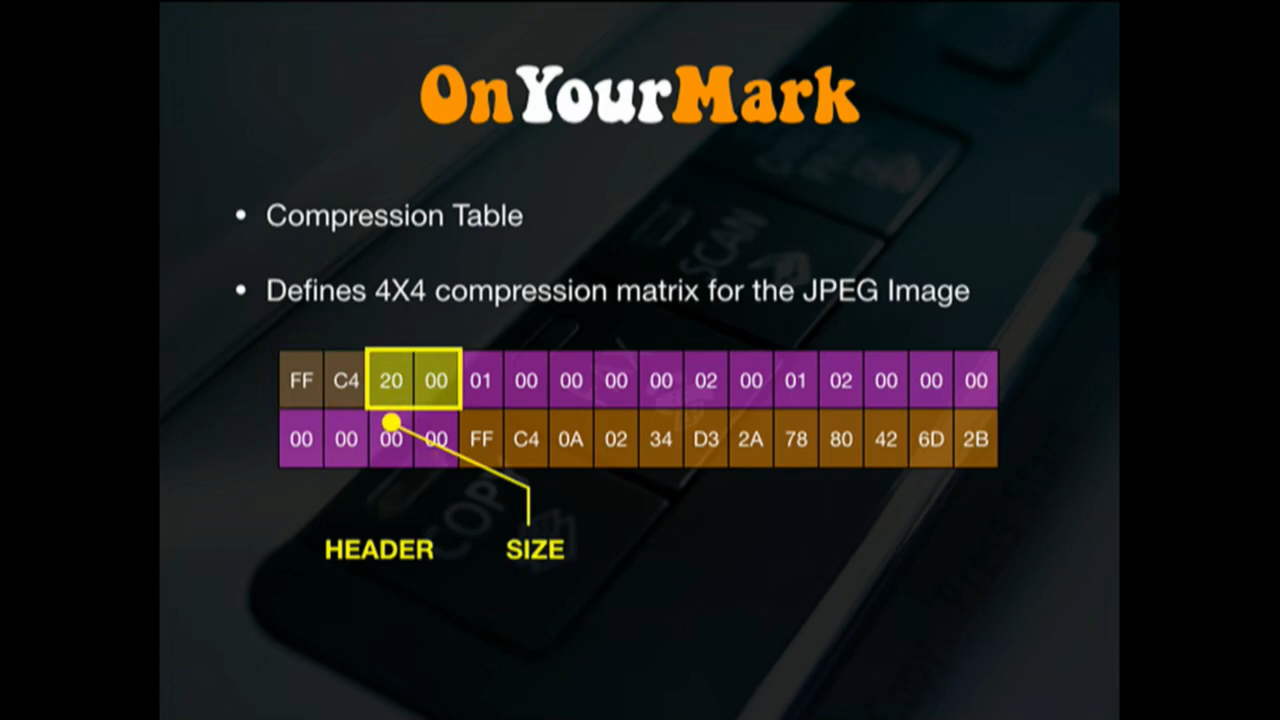 OnYourMark
• Compression Table
• Defines 4X4 compression matrix for the JPEG Image
FF C4 20 00 01 00 00 00 00 02 00 01 02 00 00 00
00 00 00 00 FF C4 0A 02 34 D3 2A 78 80 42 6D 2B
HEADER SIZE
SCAN
COPY